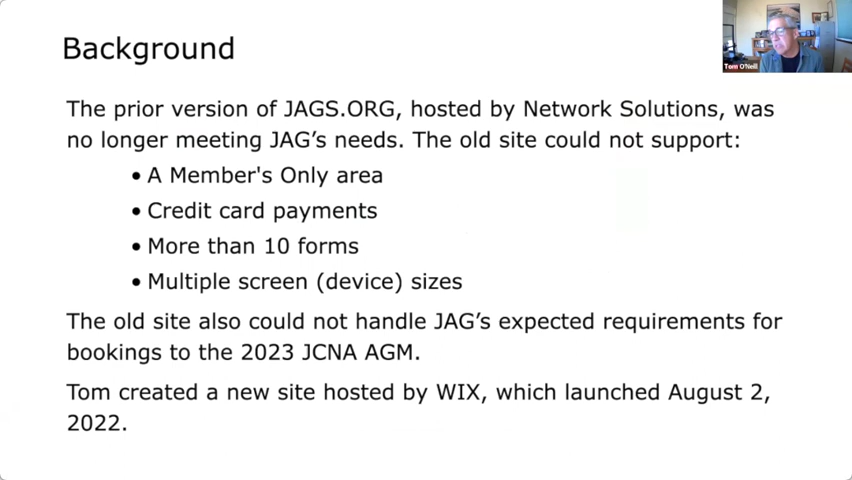 Background
Tom O'Neill
The prior version of JAGS.ORG, hosted by Network Solutions, was
no longer meeting JAG’s needs. The old site could not support:
• A Member's Only area
• Credit card payments
• More than 10 forms
• Multiple screen (device) sizes
The old site also could not handle JAG’s expected requirements for
bookings to the 2023 JCNA AGM.
Tom created a new site hosted by WIX, which launched August 2,
2022.